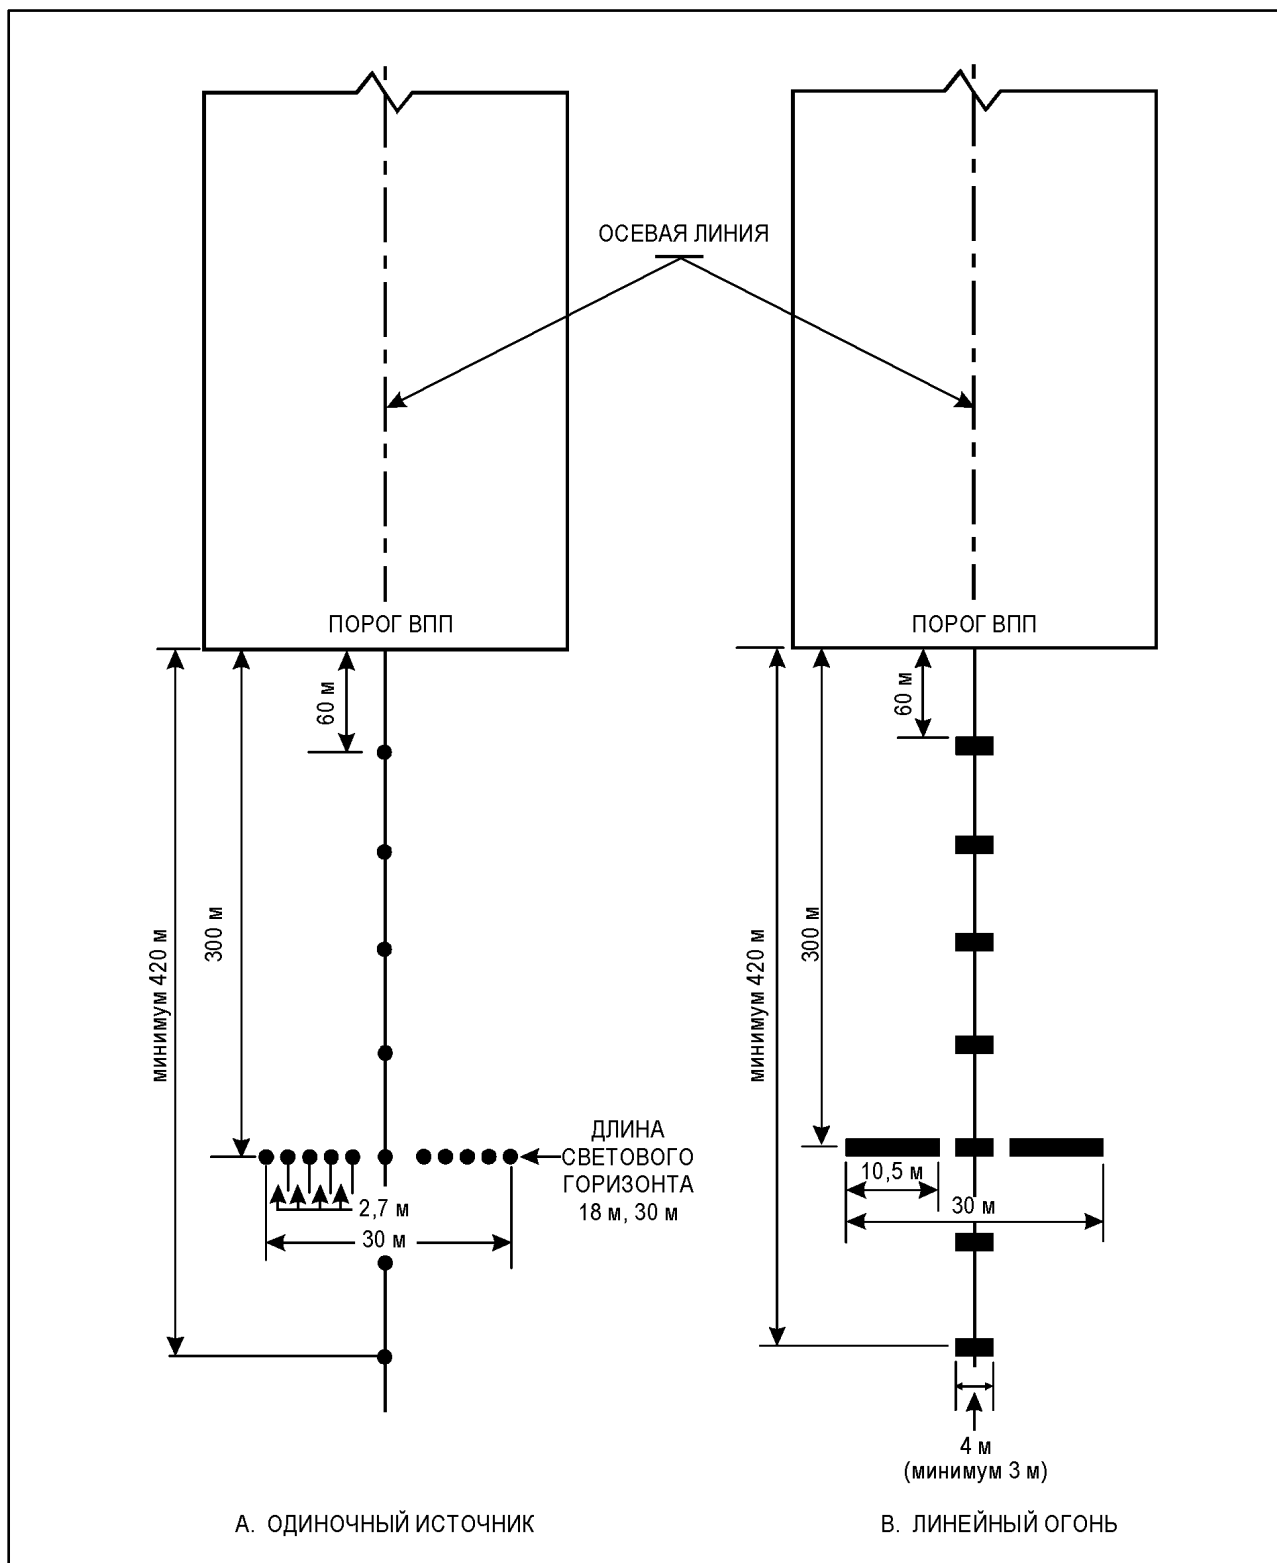 ОСЕВАЯ ЛИНИЯ
ПОРОГ ВПП
ПОРОГ ВПП
60 м
60 м
300 м
минимум 420 м
300 м
минимум 420 м
ДЛИНА
СВЕТОВОГО
ГОРИЗОНТА
18 м, 30 м
2,7 м
30 м
10,5 м
30 м
4 м
(минимум 3 м)
А. ОДИНОЧНЫЙ ИСТОЧНИК
В. ЛИНЕЙНЫЙ ОГОНЬ